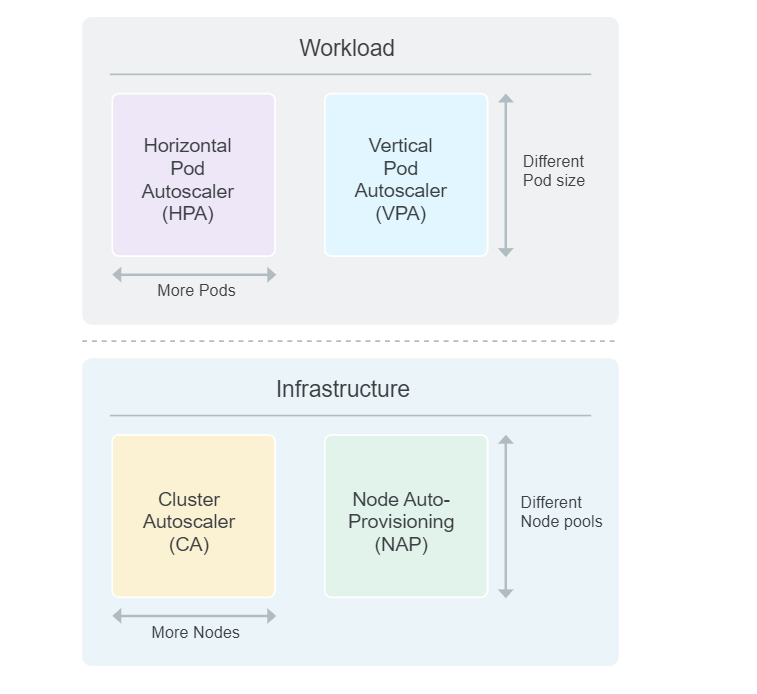 Workload
Horizontal
Pod
Autoscaler
(HPA)
Vertical
Pod
Autoscaler
(VPA)
Different
Pod size
More Pods
Infrastructure
Cluster
Autoscaler
(CA)
Node Auto-
Provisioning
(NAP)
Different
Node pools
More Nodes